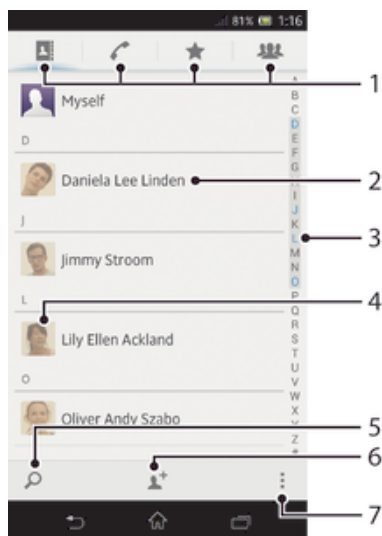 81% 1:16
1
Myself
D
Daniela Lee Linden
2
J
Jimmy Stroom
3
L
4
Lily Ellen Ackland
O
Oliver Andy Szabo
A
B
C
D
E
F
G
I
J
K
L
M
N
O
P
Q
R
S
T
U
V
W
X
Y
Z
#
5
6
7